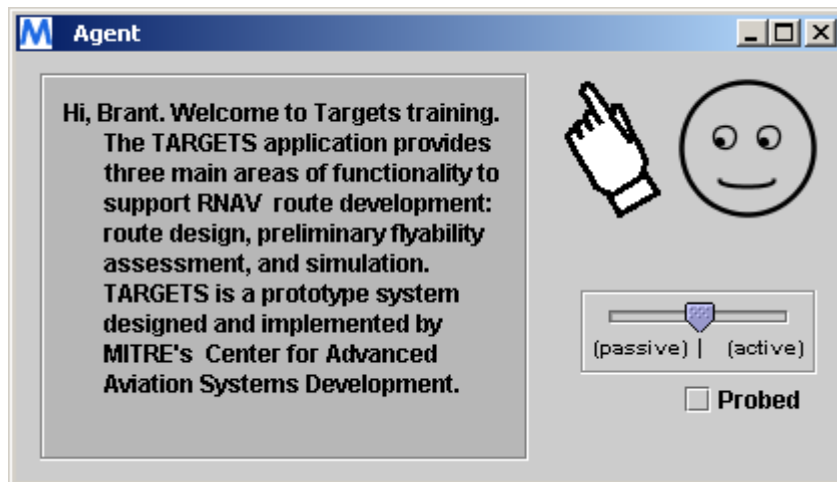 M Agent
Hi, Brant. Welcome to Targets training.
The TARGETS application provides
three main areas of functionality to
support RNAV route development:
route design, preliminary flyability
assessment, and simulation.
TARGETS is a prototype system
designed and implemented by
MITRE's Center for Advanced
Aviation Systems Development.
(passive) | (active)
Probed